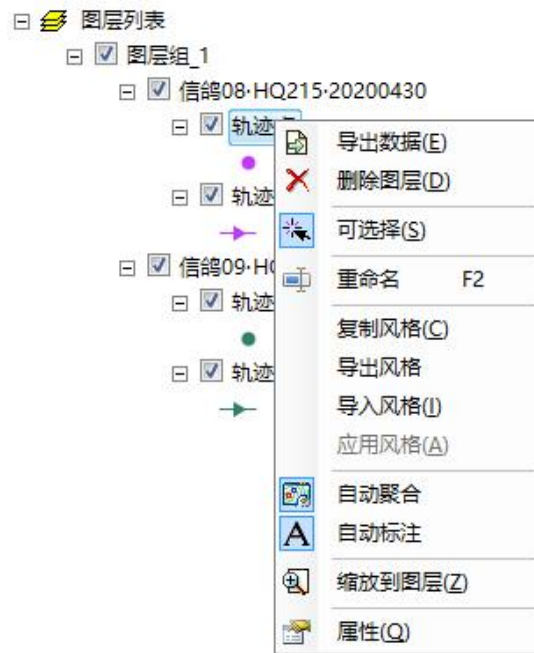 图层列表
图层组_1
信鸽08·HQ215·20200430
轨迹
轨迹
信鸽09·H
轨迹
轨迹
导出数据(E)
删除图层(D)
可选择(S)
重命名 F2
复制风格(C)
导出风格
导入风格(I)
应用风格(A)
自动聚合
A 自动标注
缩放到图层(Z)
属性(Q)